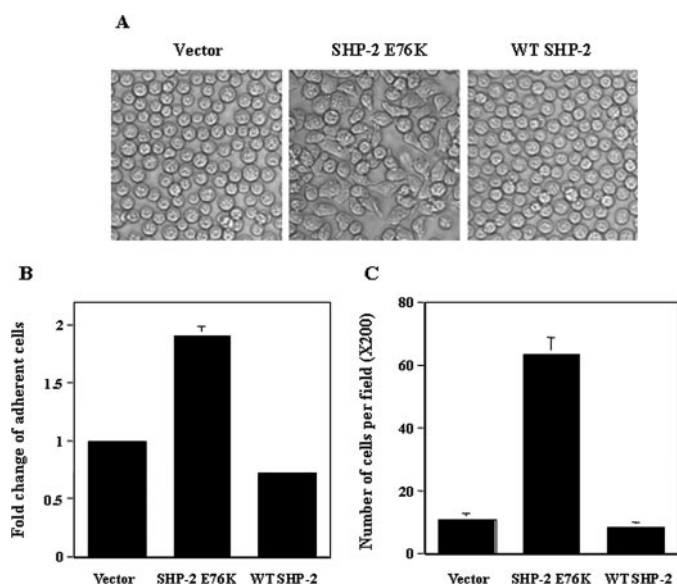 A
Vector SHP-2 E76K WT SHP-2
B
Fold change of adherent cells
2
1.5
1
0.5
0
Vector SHP-2 E76K WT SHP-2
C
Number of cells per field (X200)
80
60
40
20
0
Vector SHP-2 E76K WT SHP-2